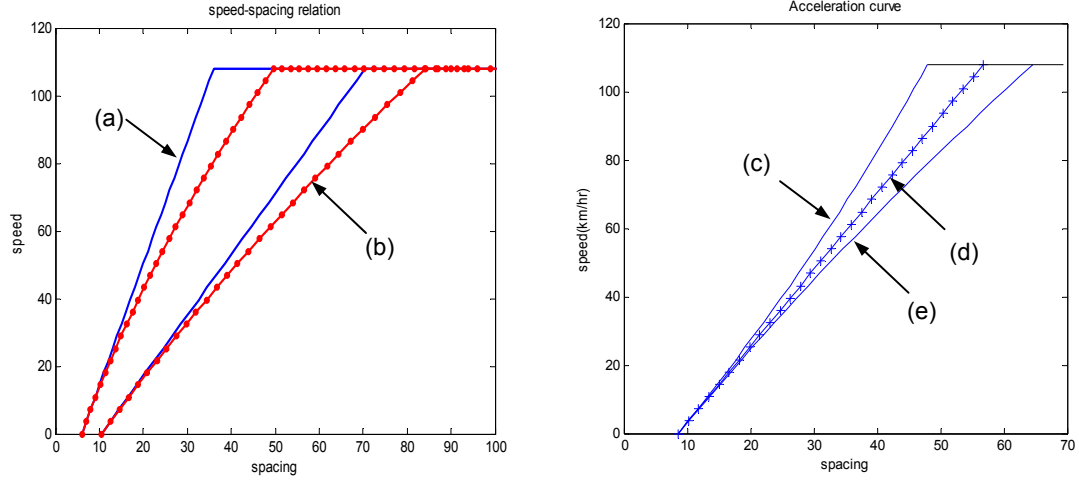 speed-spacing relation
120
100
80
60
40
20
0
speed
0 10 20 30 40 50 60 70 80 90 100
spacing
(a)
(b)
Acceleration curve
120
100
80
60
40
20
0
speed(km/hr)
0 10 20 30 40 50 60 70
spacing
(c)
(d)
(e)